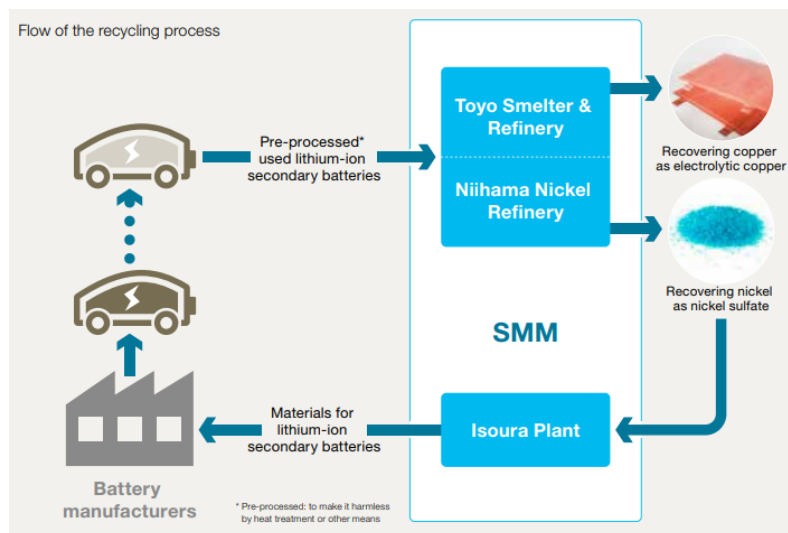 Flow of the recycling process
Pre-processed*
used lithium-ion
secondary batteries
Toyo Smelter &
Refinery
Niihama Nickel
Refinery
Recovering copper
as electrolytic copper
Recovering nickel
as nickel sulfate
SMM
Isoura Plant
Materials for
lithium-ion
secondary batteries
Battery
manufacturers
* Pre-processed: to make it harmless
by heat treatment or other means